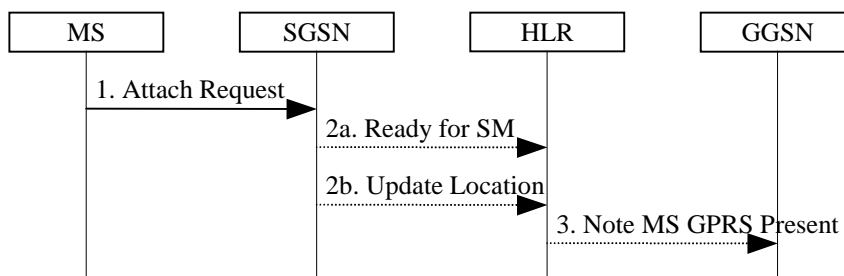 MS
SGSN
HLR
GGSN
1. Attach Request
2a. Ready for SM
2b. Update Location
3. Note MS GPRS Present